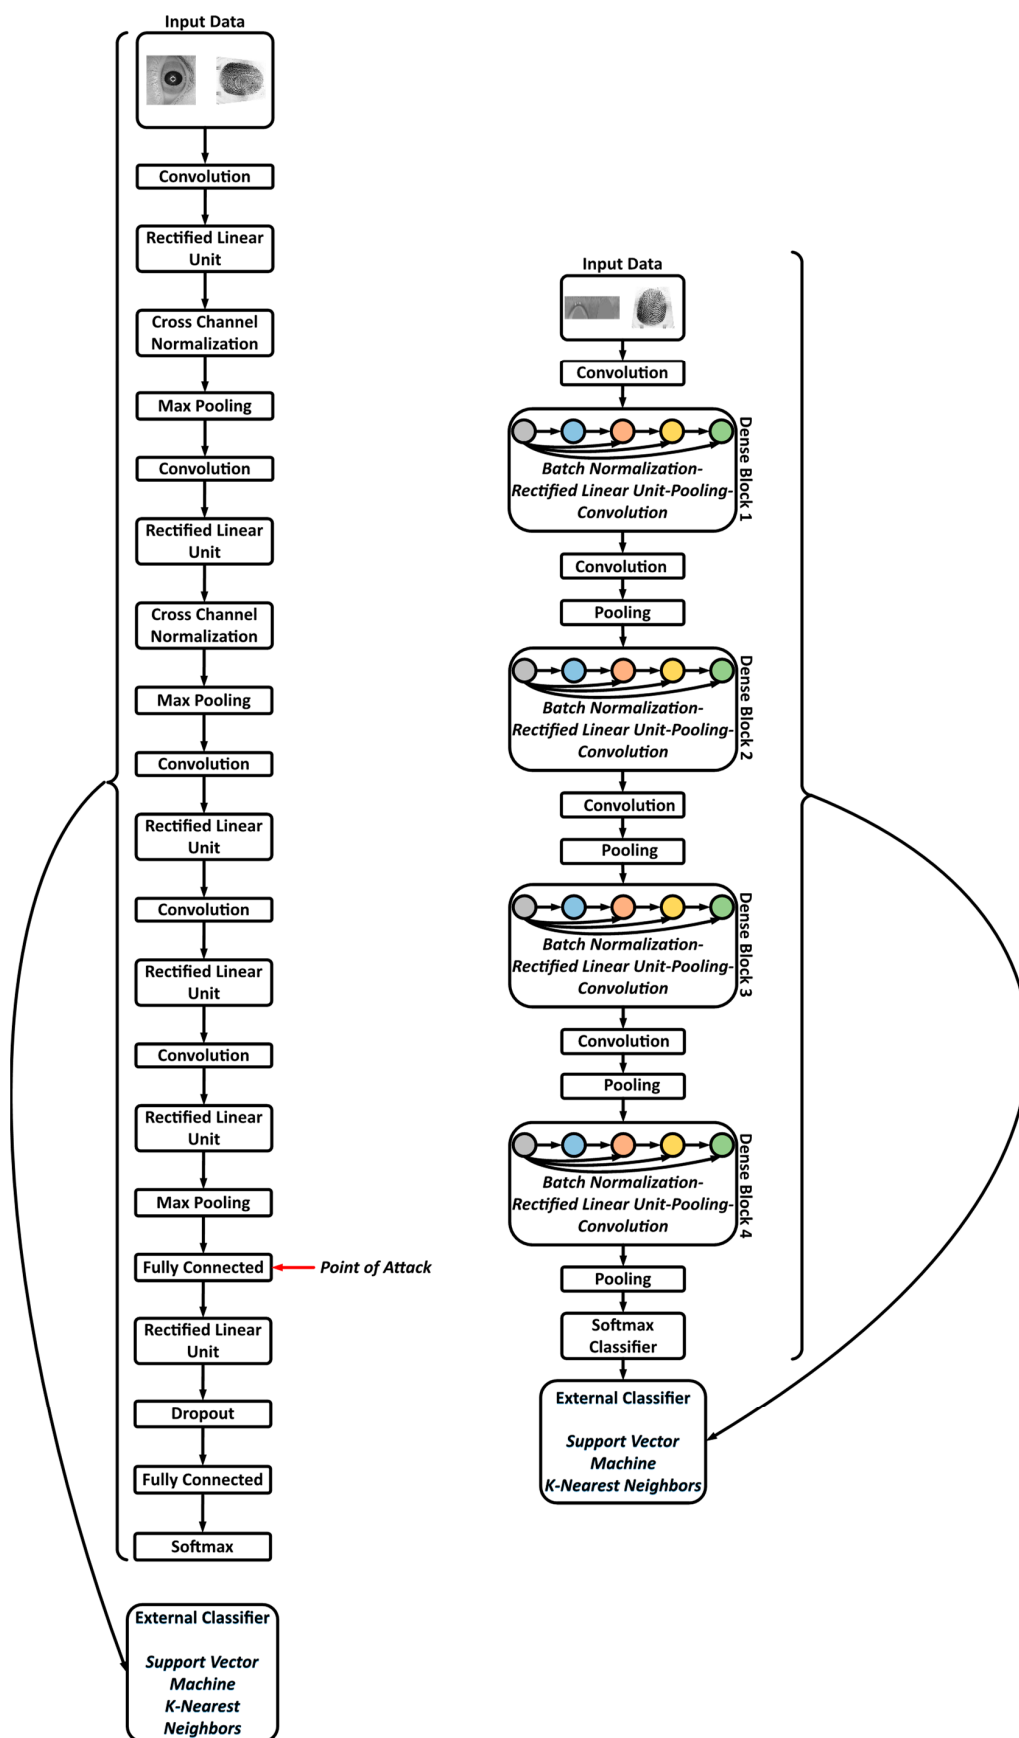 Input Data
Convolution
Rectified Linear
Unit
Cross Channel
Normalization
Max Pooling
Convolution
Rectified Linear
Unit
Cross Channel
Normalization
Max Pooling
Convolution
Rectified Linear
Unit
Convolution
Rectified Linear
Unit
Convolution
Rectified Linear
Unit
Max Pooling
Fully Connected
Point of Attack
Rectified Linear
Unit
Dropout
Fully Connected
Softmax
External Classifier
Support Vector
Machine
K-Nearest
Neighbors
Input Data
Convolution
Batch Normalization-
Rectified Linear Unit-Pooling-
Convolution
Dense Block 1
Convolution
Pooling
Batch Normalization-
Rectified Linear Unit-Pooling-
Convolution
Dense Block 2
Convolution
Pooling
Batch Normalization-
Rectified Linear Unit-Pooling-
Convolution
Dense Block 3
Convolution
Pooling
Batch Normalization-
Rectified Linear Unit-Pooling-
Convolution
Dense Block 4
Pooling
Softmax
Classifier
External Classifier
Support Vector
Machine
K-Nearest Neighbors